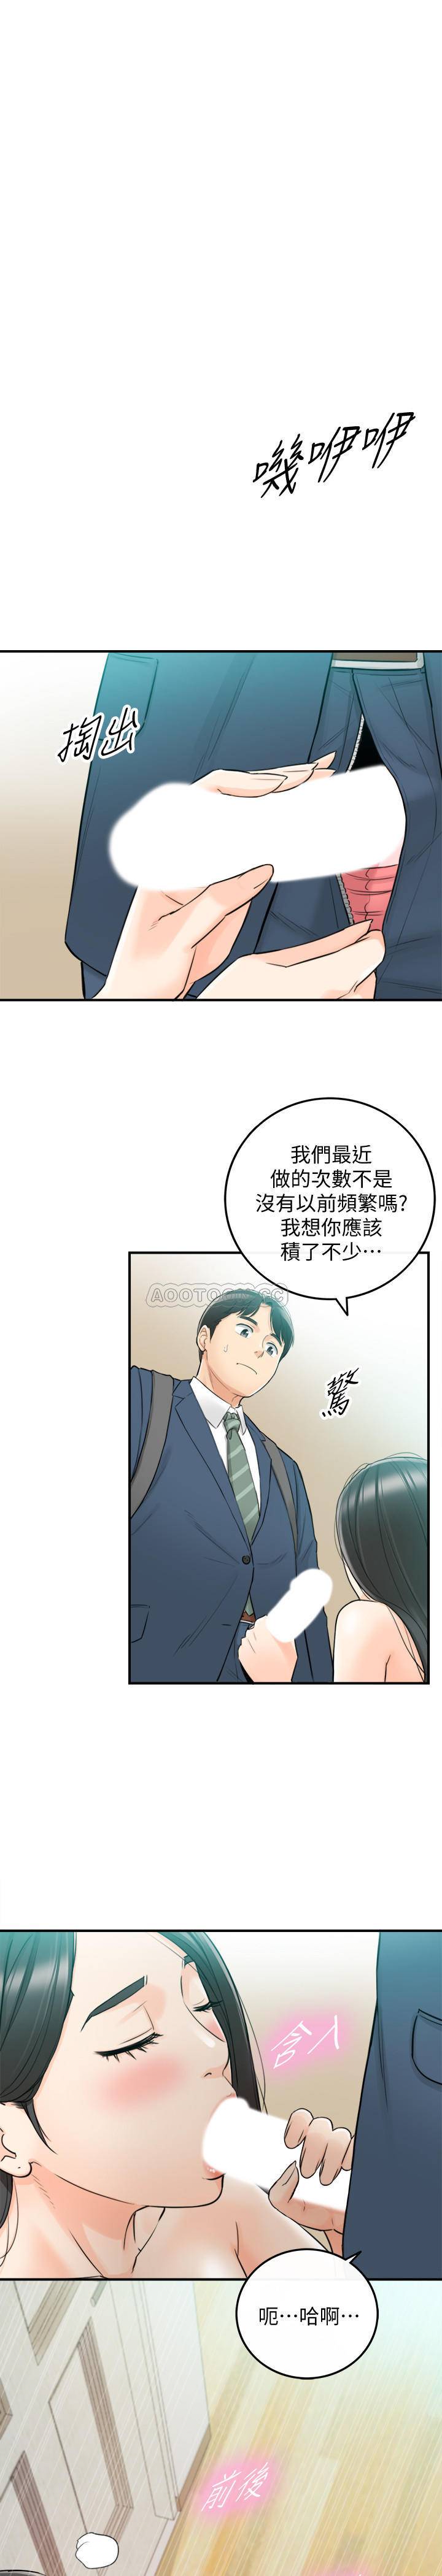 嘰咿咿
掏出
我們最近
做的次數不是
沒有以前頻繁嗎?
我想你應該
積了不少…
驚
含入
呃…哈啊…
前後